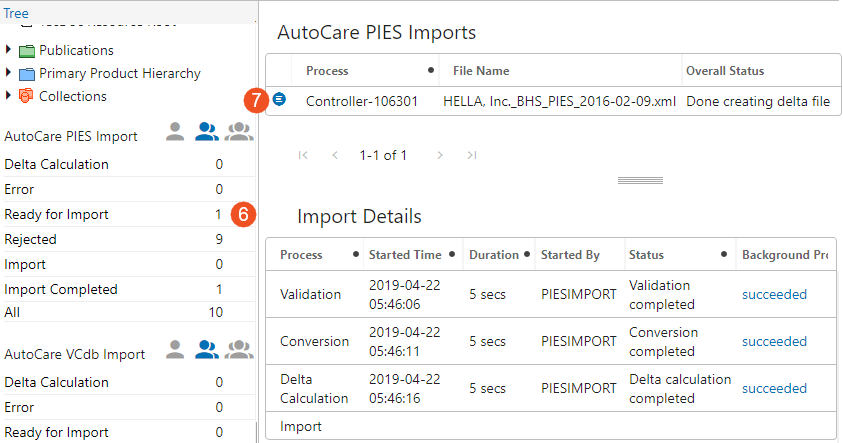 Tree
Publications
Primary Product Hierarchy
Collections
AutoCare PIES Import
Delta Calculation 0
Error 0
Ready for Import 1 6
Rejected 9
Import 0
Import Completed 1
All 10
AutoCare VCdb Import
Delta Calculation 0
Error 0
Ready for Import 0
AutoCare PIES Imports
Process File Name Overall Status
7 Controller-106301 HELLA, Inc._BHS_PIES_2016-02-09.xml Done creating delta file
1-1 of 1
Import Details
Process Started Time Duration Started By Status Background Pr
Validation 2019-04-22 05:46:06 5 secs PIESIMPORT Validation completed succeeded
Conversion 2019-04-22 05:46:11 5 secs PIESIMPORT Conversion completed succeeded
Delta Calculation 2019-04-22 05:46:16 5 secs PIESIMPORT Delta calculation completed succeeded
Import